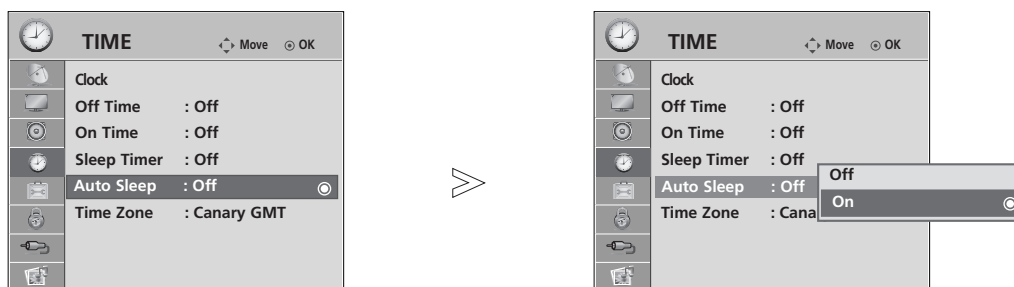 TIME Move OK
Clock
Off Time : Off
On Time : Off
Sleep Timer : Off
Auto Sleep : Off
Time Zone : Canary GMT
TIME Move OK
Clock
Off Time : Off
On Time : Off
Sleep Timer : Off
Auto Sleep : Off
Time Zone : Cana
Off
On